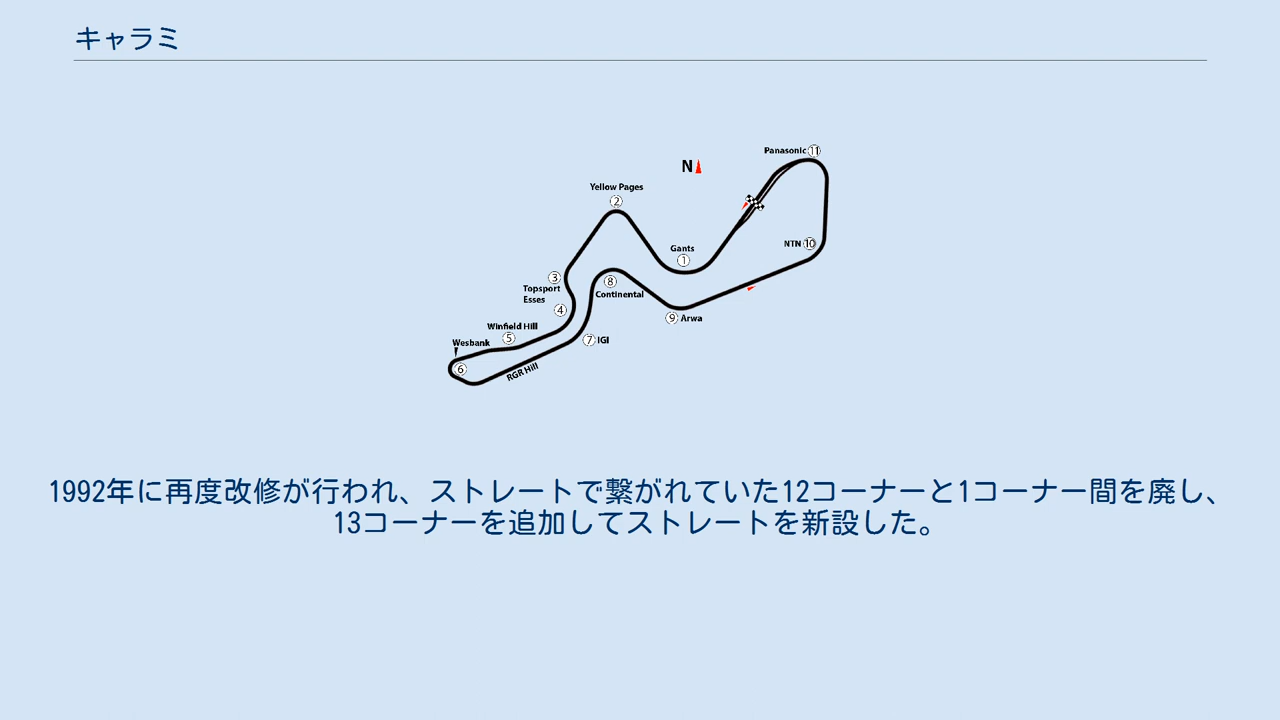 キャラミ
N
Panasonic 11
Yellow Pages
2
Gants
1
NTN 10
3
Topsport
Esses
4
8
Continental
9 Arwa
Winfield Hill
5
Wesbank
6
7 IGI
RGR Hill
1992年に再度改修が行われ、ストレートで繋がれていた12コーナーと1コーナー間を廃し、
13コーナーを追加してストレートを新設した。